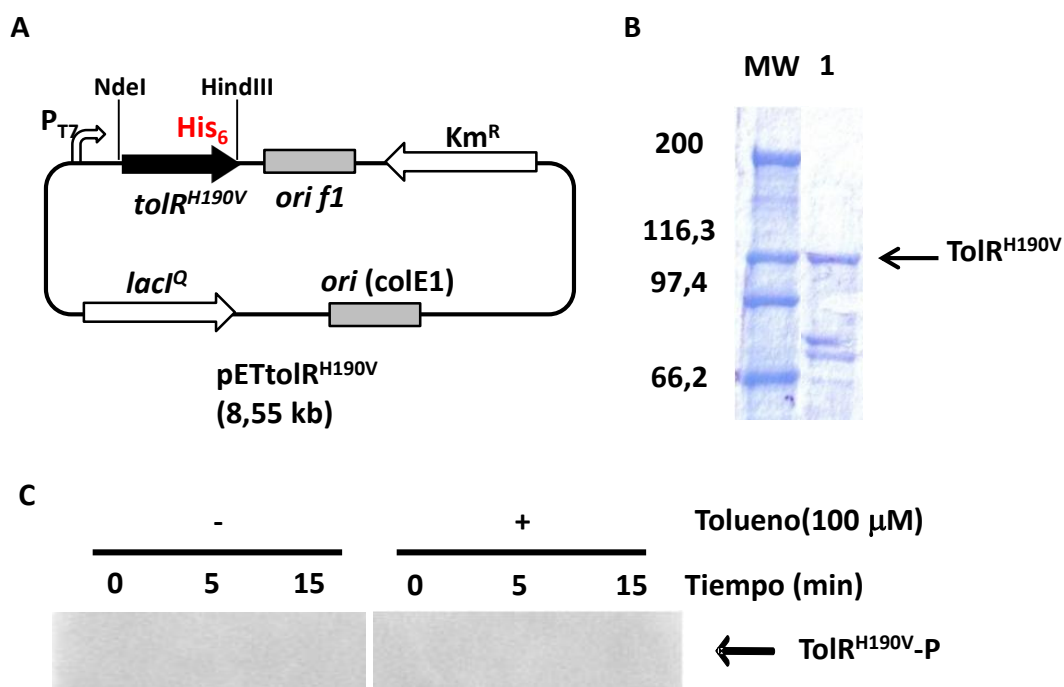 A
NdeI HindIII
P_T7 His₆ Km^R
tolR^H190V ori f1
lacI^Q ori (colE1)
pETtolR^H190V
(8,55 kb)
B
MW 1
200
116,3
TolR^H190V
97,4
66,2
C
- + Tolueno(100 µM)
0 5 15 0 5 15 Tiempo (min)
TolR^H190V-P